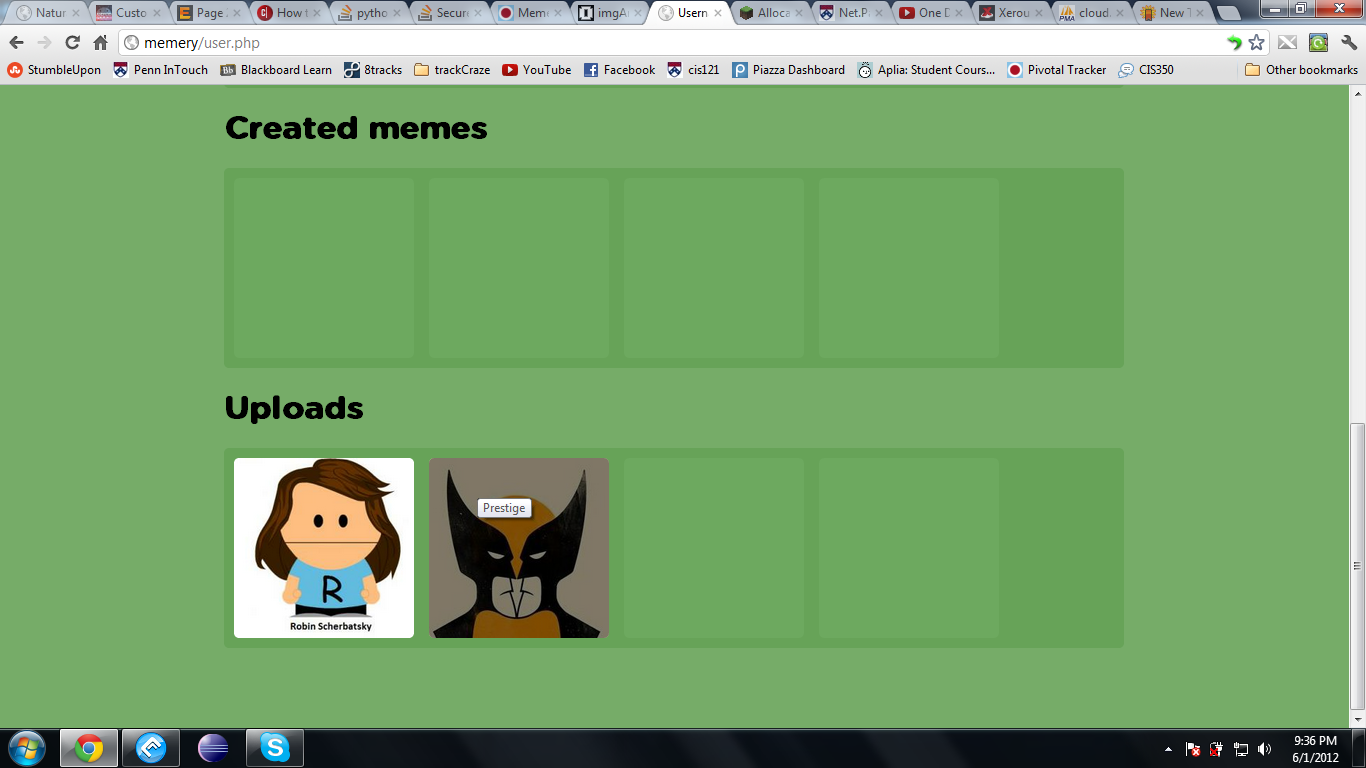 Natur
Custo
Page
How t
pytho
Secure
Meme
imgA
Usern
Alloca
Net.P
One D
Xerou
cloud.
New T
memery/user.php
StumbleUpon
Penn InTouch
Blackboard Learn
8tracks
trackCraze
YouTube
Facebook
cis121
Piazza Dashboard
Aplia: Student Cours...
Pivotal Tracker
CIS350
Other bookmarks
Created memes
Uploads
Prestige
R
Robin Scherbatsky
9:36 PM
6/1/2012